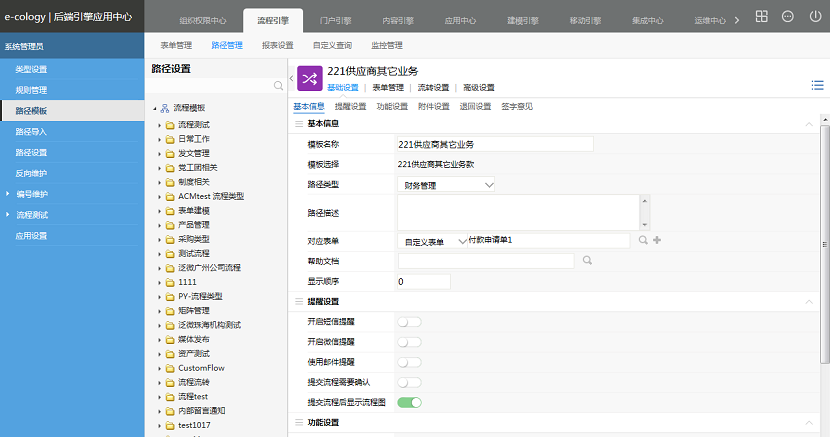 e-cology | 后端引擎应用中心
组织权限中心 流程引擎 门户引擎 内容引擎 应用中心 建模引擎 移动引擎 集成中心 运维中心
系统管理员
表单管理 路径管理 报表设置 自定义查询 监控管理
类型设置
规则管理
路径模板
路径导入
路径设置
反向维护
编号维护
流程测试
应用设置
路径设置
流程模板
流程测试
日常工作
发文管理
党工团相关
制度相关
ACMtest 流程类型
表单建模
产品管理
采购类型
测试流程
泛微广州公司流程
1111
PY-流程类型
矩阵管理
泛微珠海机构测试
媒体发布
资产测试
CustomFlow
流程流转
流程test
内部留言通知
test1017
221供应商其它业务
基础设置 | 表单管理 | 流转设置 | 高级设置
基本信息 提醒设置 功能设置 附件设置 退回设置 签字意见
基本信息
模板名称 221供应商其它业务
模板选择 221供应商其它业务款
路径类型 财务管理
路径描述
对应表单 自定义表单 付款申请单1
帮助文档
显示顺序 0
提醒设置
开启短信提醒
开启微信提醒
使用邮件提醒
提交流程需要确认
提交流程后显示流程图
功能设置